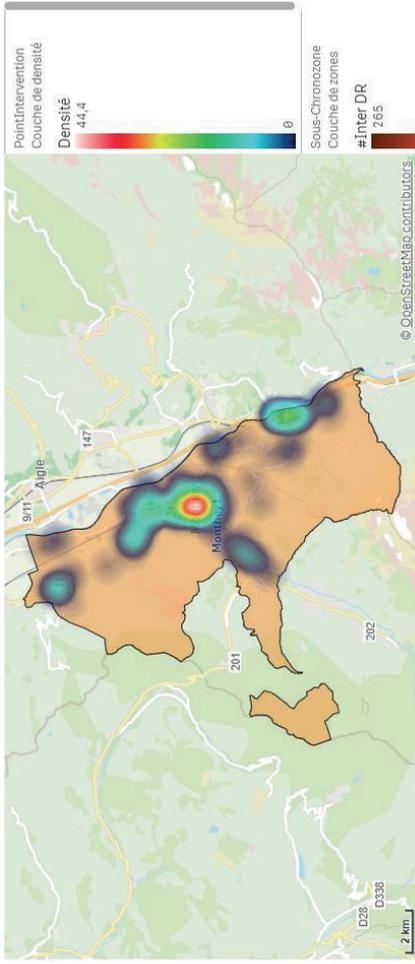 PointIntervention
Couche de densité
Densité
44,4
0
Sous-Chronozone
Couche de zones
#Inter DR
265
9/11
Aigle
147
201
202
D28
D338
2 km
© OpenStreetMap contributors